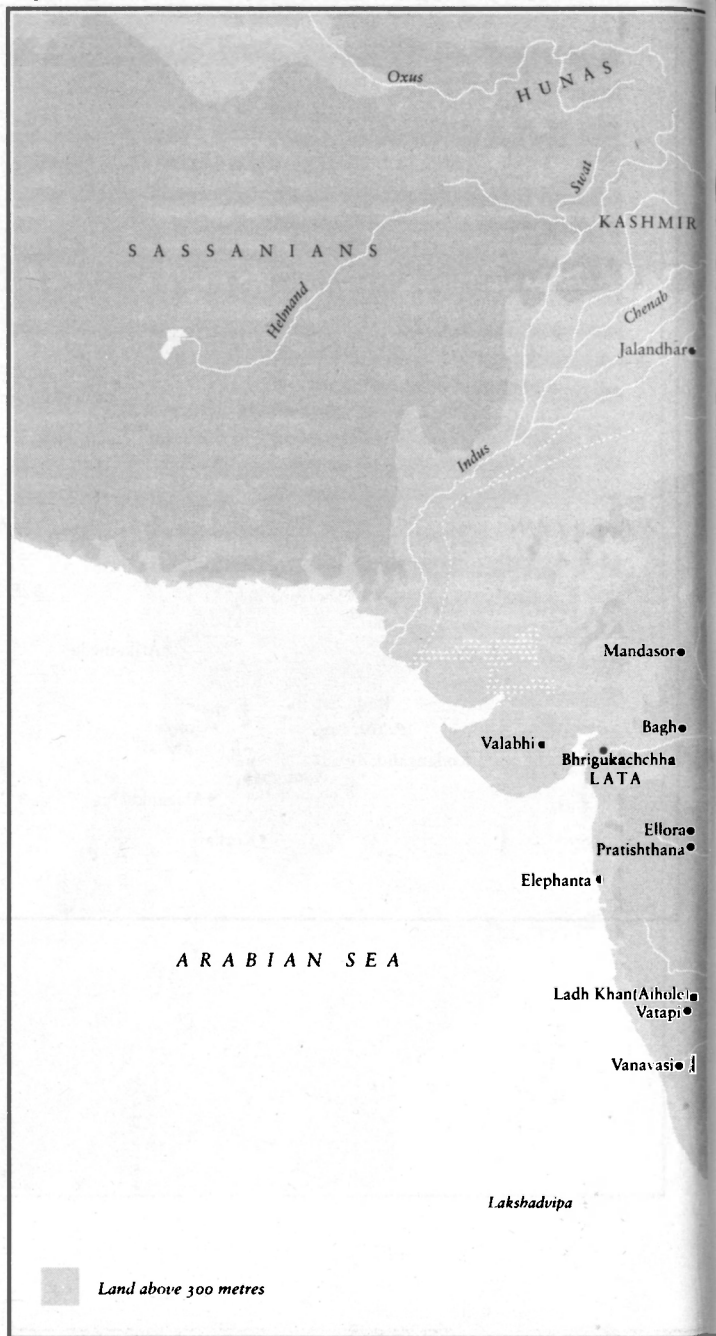 Oxus
HUNAS
Swat
KASHMIR
SASSANIANS
Helmand
Chenab
Jalandhar
Indus
Mandasor
Bagh
Valabhi
Bhrigukachchha
LATA
Ellora
Pratishthana
Elephanta
ARABIAN SEA
Ladh Khan(Aihole)
Vatapi
Vanavasi
Lakshadvipa
Land above 300 metres